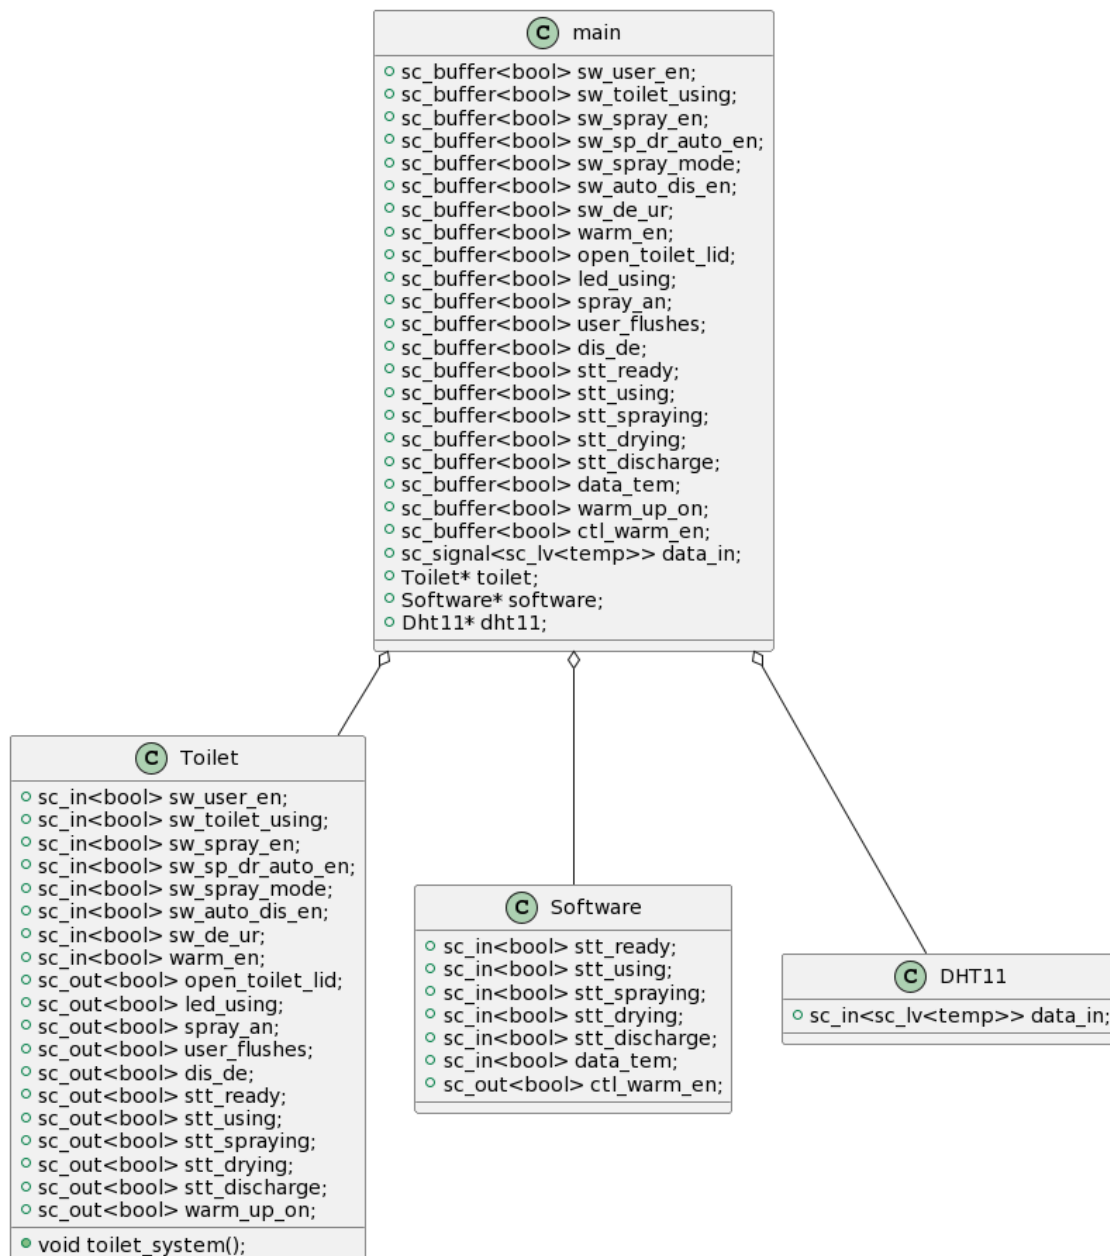 C main
sc_buffer<bool> sw_user_en;
sc_buffer<bool> sw_toilet_using;
sc_buffer<bool> sw_spray_en;
sc_buffer<bool> sw_sp_dr_auto_en;
sc_buffer<bool> sw_spray_mode;
sc_buffer<bool> sw_auto_dis_en;
sc_buffer<bool> sw_de_ur;
sc_buffer<bool> warm_en;
sc_buffer<bool> open_toilet_lid;
sc_buffer<bool> led_using;
sc_buffer<bool> spray_an;
sc_buffer<bool> user_flushes;
sc_buffer<bool> dis_de;
sc_buffer<bool> stt_ready;
sc_buffer<bool> stt_using;
sc_buffer<bool> stt_spraying;
sc_buffer<bool> stt_drying;
sc_buffer<bool> stt_discharge;
sc_buffer<bool> data_tem;
sc_buffer<bool> warm_up_on;
sc_buffer<bool> ctl_warm_en;
sc_signal<sc_lv<temp>> data_in;
Toilet* toilet;
Software* software;
Dht11* dht11;
C Toilet
sc_in<bool> sw_user_en;
sc_in<bool> sw_toilet_using;
sc_in<bool> sw_spray_en;
sc_in<bool> sw_sp_dr_auto_en;
sc_in<bool> sw_spray_mode;
sc_in<bool> sw_auto_dis_en;
sc_in<bool> sw_de_ur;
sc_in<bool> warm_en;
sc_out<bool> open_toilet_lid;
sc_out<bool> led_using;
sc_out<bool> spray_an;
sc_out<bool> user_flushes;
sc_out<bool> dis_de;
sc_out<bool> stt_ready;
sc_out<bool> stt_using;
sc_out<bool> stt_spraying;
sc_out<bool> stt_drying;
sc_out<bool> stt_discharge;
sc_out<bool> warm_up_on;
void toilet_system();
C Software
sc_in<bool> stt_ready;
sc_in<bool> stt_using;
sc_in<bool> stt_spraying;
sc_in<bool> stt_drying;
sc_in<bool> stt_discharge;
sc_in<bool> data_tem;
sc_out<bool> ctl_warm_en;
C DHT11
sc_in<sc_lv<temp>> data_in;